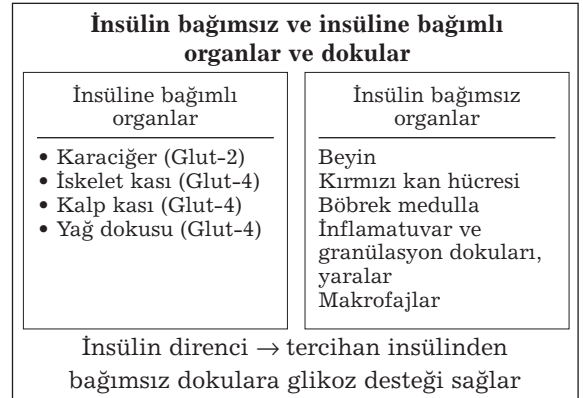 İnsülin bağımsız ve insüline bağımlı
organlar ve dokular
İnsüline bağımlı
organlar
• Karaciğer (Glut-2)
• İskelet kası (Glut-4)
• Kalp kası (Glut-4)
• Yağ dokusu (Glut-4)
İnsülin bağımsız
organlar
Beyin
Kırmızı kan hücresi
Böbrek medulla
İnflamatuvar ve
granülasyon dokuları,
yaralar
Makrofajlar
İnsülin direnci → tercihan insülinden
bağımsız dokulara glikoz desteği sağlar